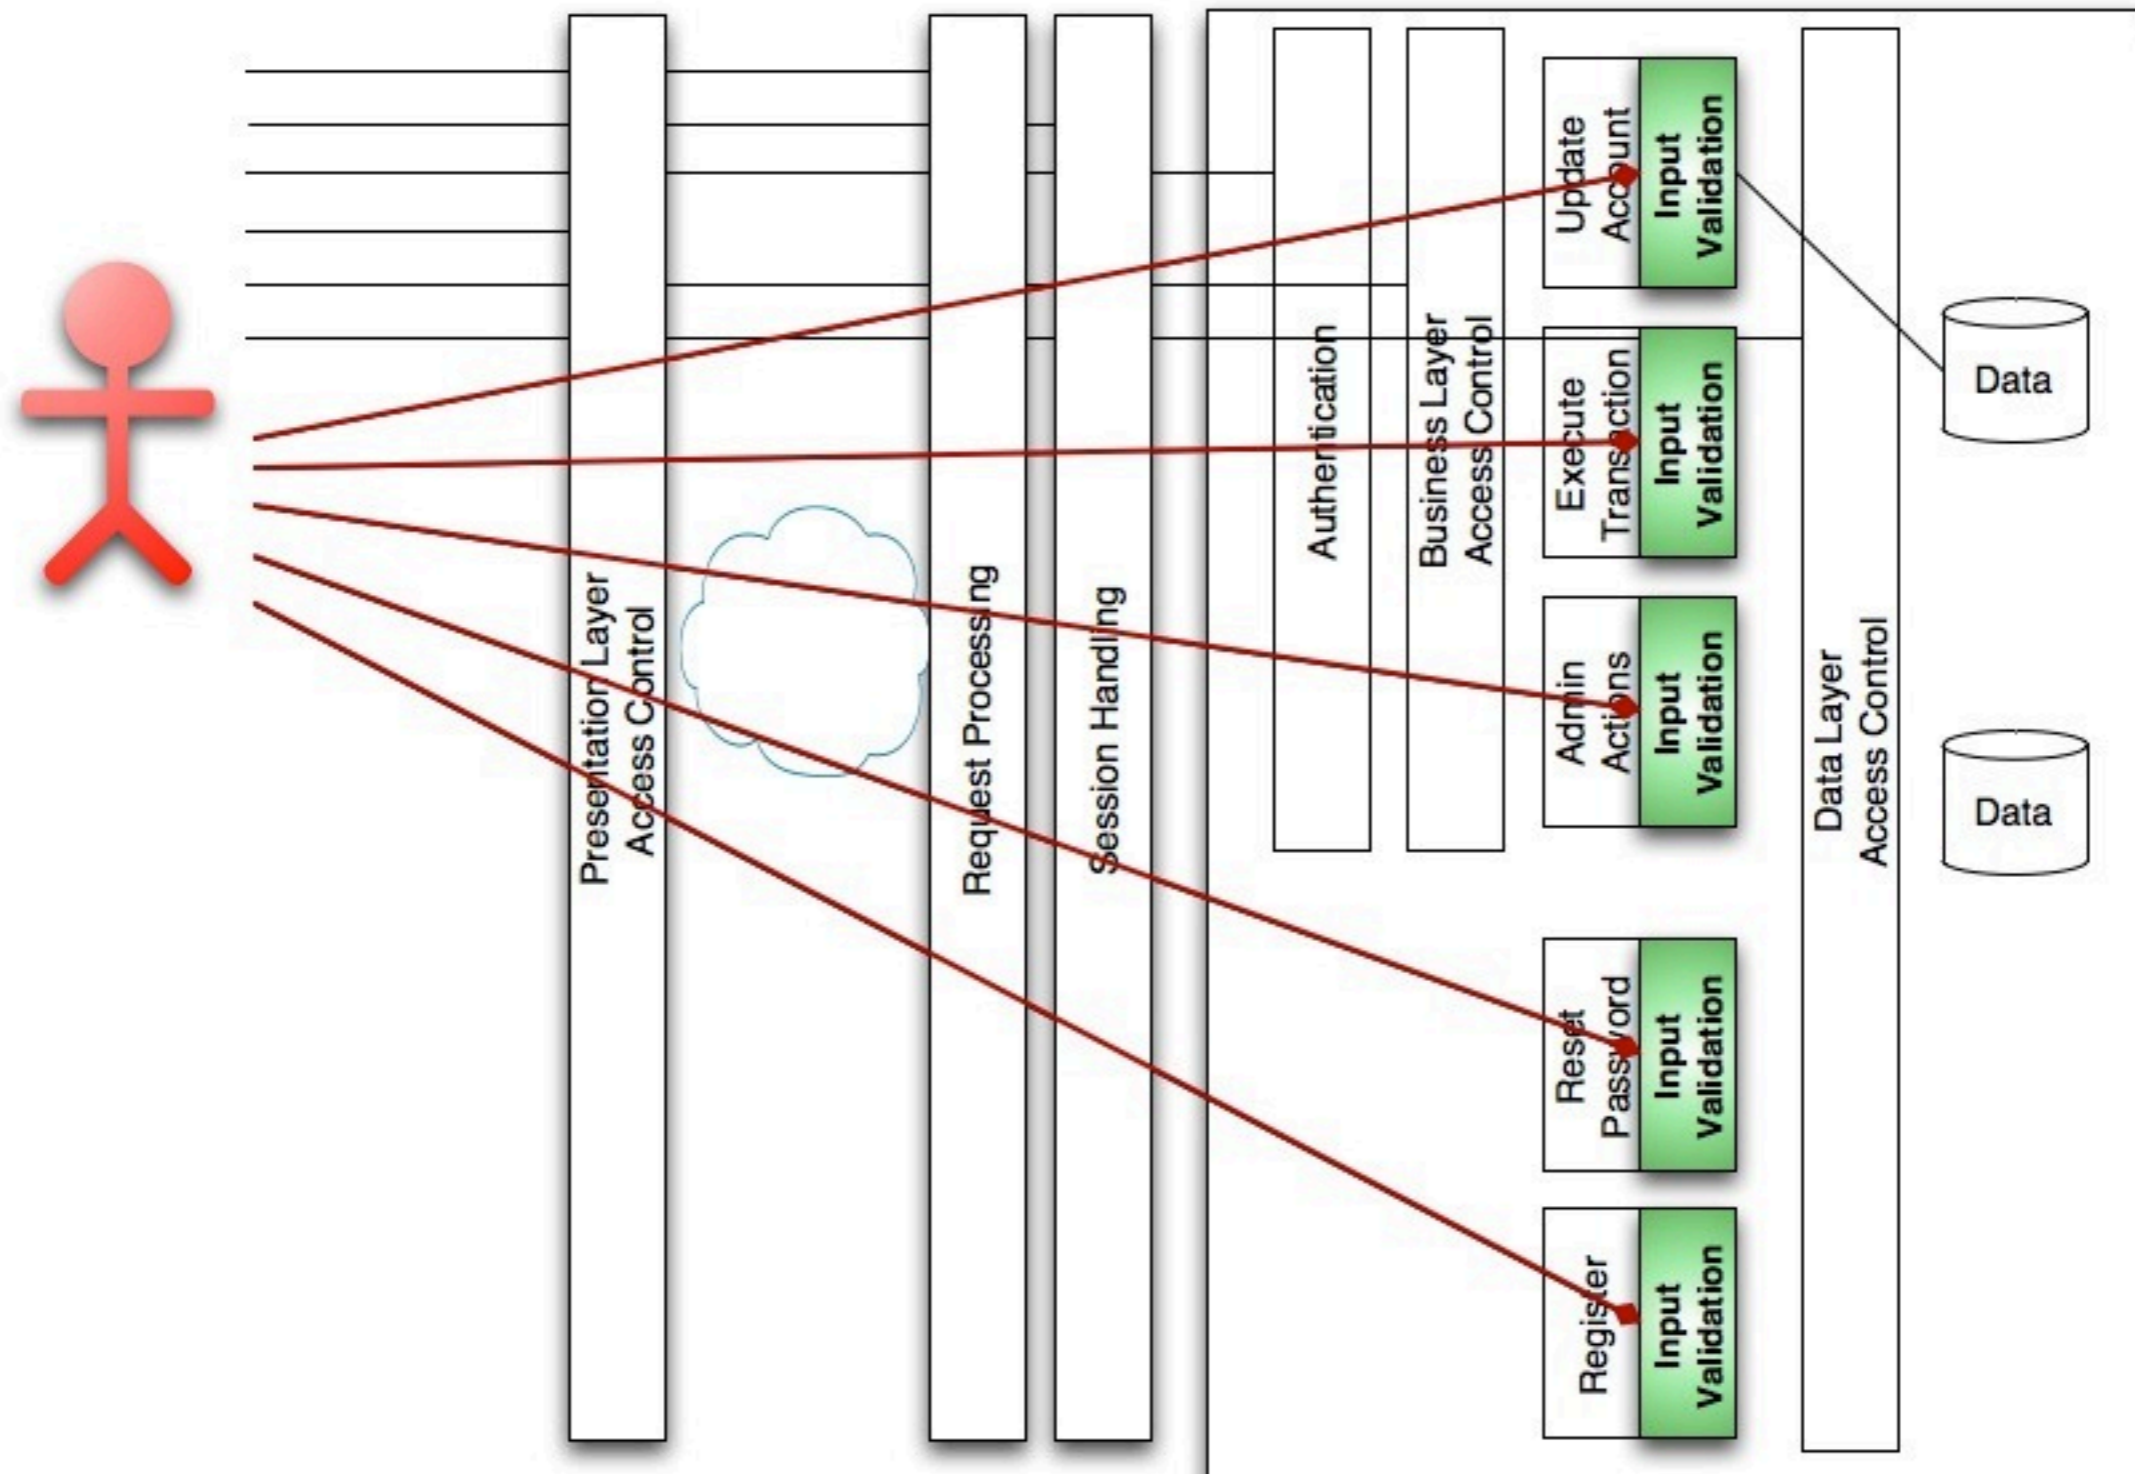 Presentation Layer
Access Control
Request Processing
Session Handling
Authentication
Business Layer
Access Control
Update
Account
Input
Validation
Execute
Transaction
Input
Validation
Admin
Actions
Input
Validation
Reset
Password
Input
Validation
Register
Input
Validation
Data Layer
Access Control
Data
Data